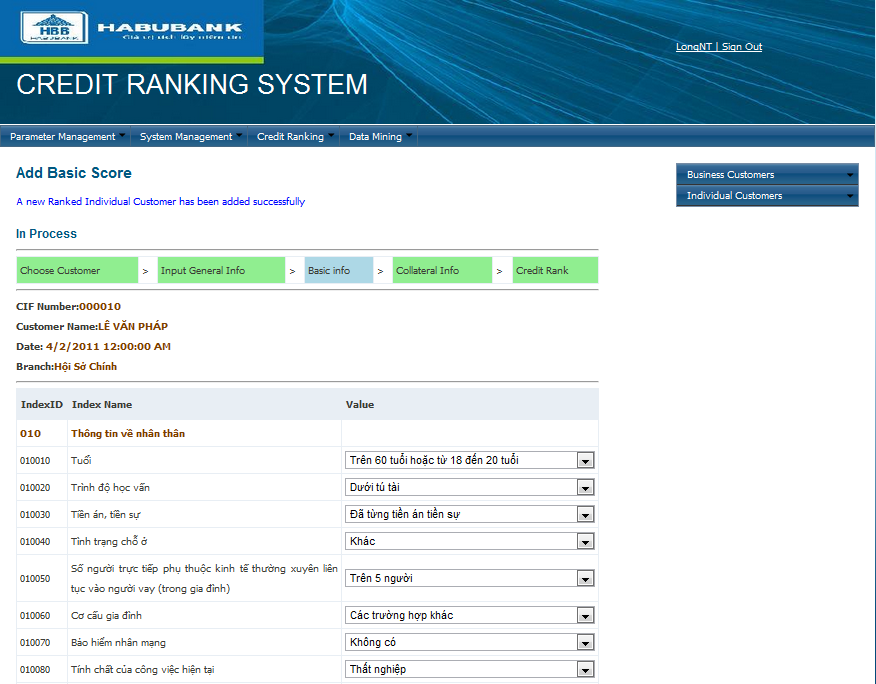 HBB
HABUBANK
HABUBANK
Giá trị tích lũy niềm tin
LongNT | Sign Out
CREDIT RANKING SYSTEM
Parameter Management System Management Credit Ranking Data Mining
Add Basic Score
Business Customers
Individual Customers
A new Ranked Individual Customer has been added successfully
In Process
Choose Customer > Input General Info > Basic info > Collateral Info > Credit Rank
CIF Number:000010
Customer Name:LÊ VĂN PHÁP
Date: 4/2/2011 12:00:00 AM
Branch:Hội Sở Chính
IndexID Index Name Value
010 Thông tin về nhân thân
010010 Tuổi Trên 60 tuổi hoặc từ 18 đến 20 tuổi
010020 Trình độ học vấn Dưới tú tài
010030 Tiền án, tiền sự Đã từng tiền án tiền sự
010040 Tình trạng chỗ ở Khác
010050 Số người trực tiếp phụ thuộc kinh tế thường xuyên liên
tục vào người vay (trong gia đình) Trên 5 người
010060 Cơ cấu gia đình Các trường hợp khác
010070 Bảo hiểm nhân mạng Không có
010080 Tính chất của công việc hiện tại Thất nghiệp